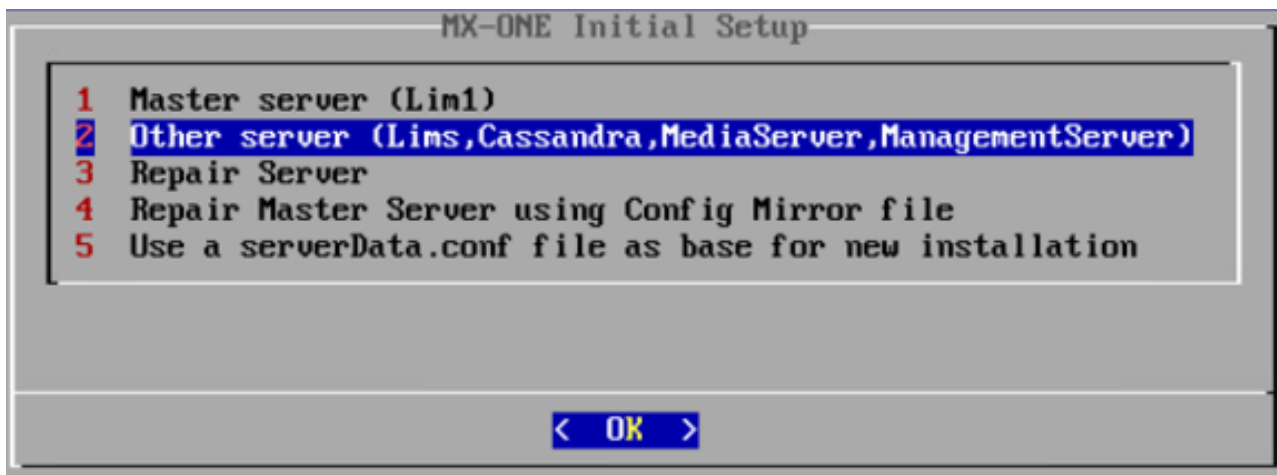 MX-ONE Initial Setup
1 Master server (Lim1)
2 Other server (Lims,Cassandra,MediaServer,ManagementServer)
3 Repair Server
4 Repair Master Server using Config Mirror file
5 Use a serverData.conf file as base for new installation
< OK >